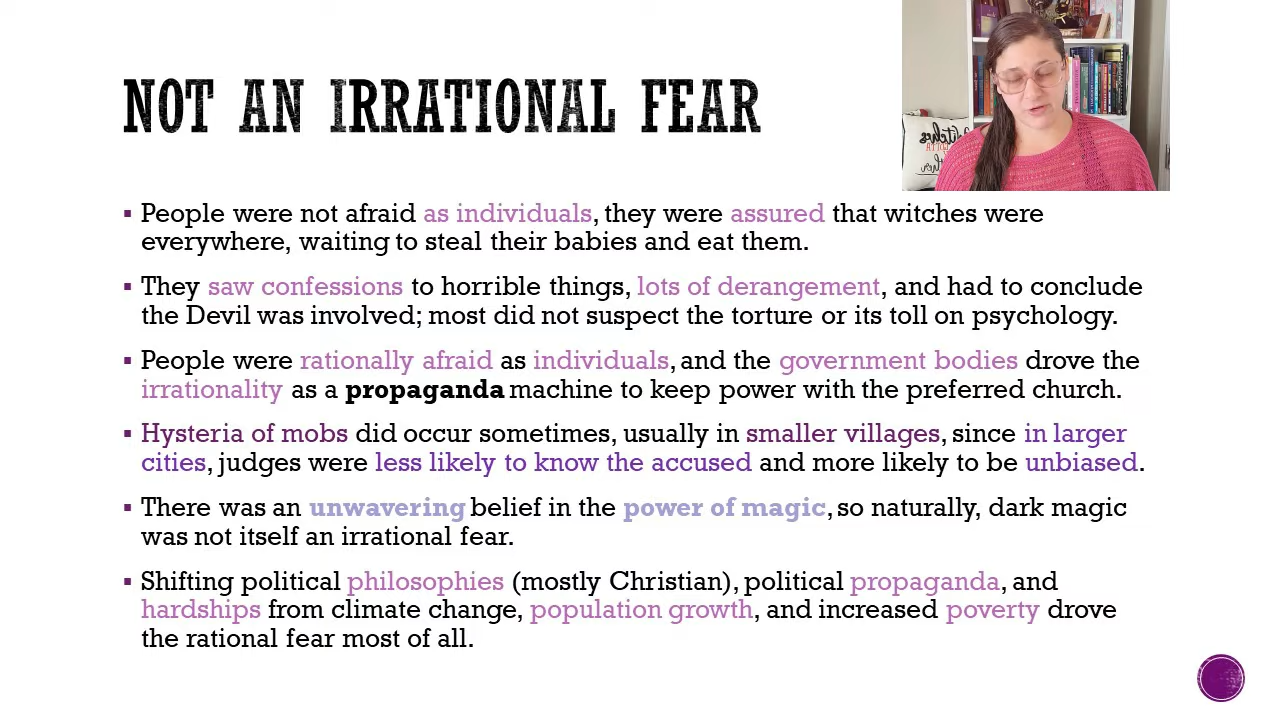 NOT AN IRRATIONAL FEAR
▪ People were not afraid as individuals, they were assured that witches were
everywhere, waiting to steal their babies and eat them.
▪ They saw confessions to horrible things, lots of derangement, and had to conclude
the Devil was involved; most did not suspect the torture or its toll on psychology.
▪ People were rationally afraid as individuals, and the government bodies drove the
irrationality as a propaganda machine to keep power with the preferred church.
▪ Hysteria of mobs did occur sometimes, usually in smaller villages, since in larger
cities, judges were less likely to know the accused and more likely to be unbiased.
▪ There was an unwavering belief in the power of magic, so naturally, dark magic
was not itself an irrational fear.
▪ Shifting political philosophies (mostly Christian), political propaganda, and
hardships from climate change, population growth, and increased poverty drove
the rational fear most of all.